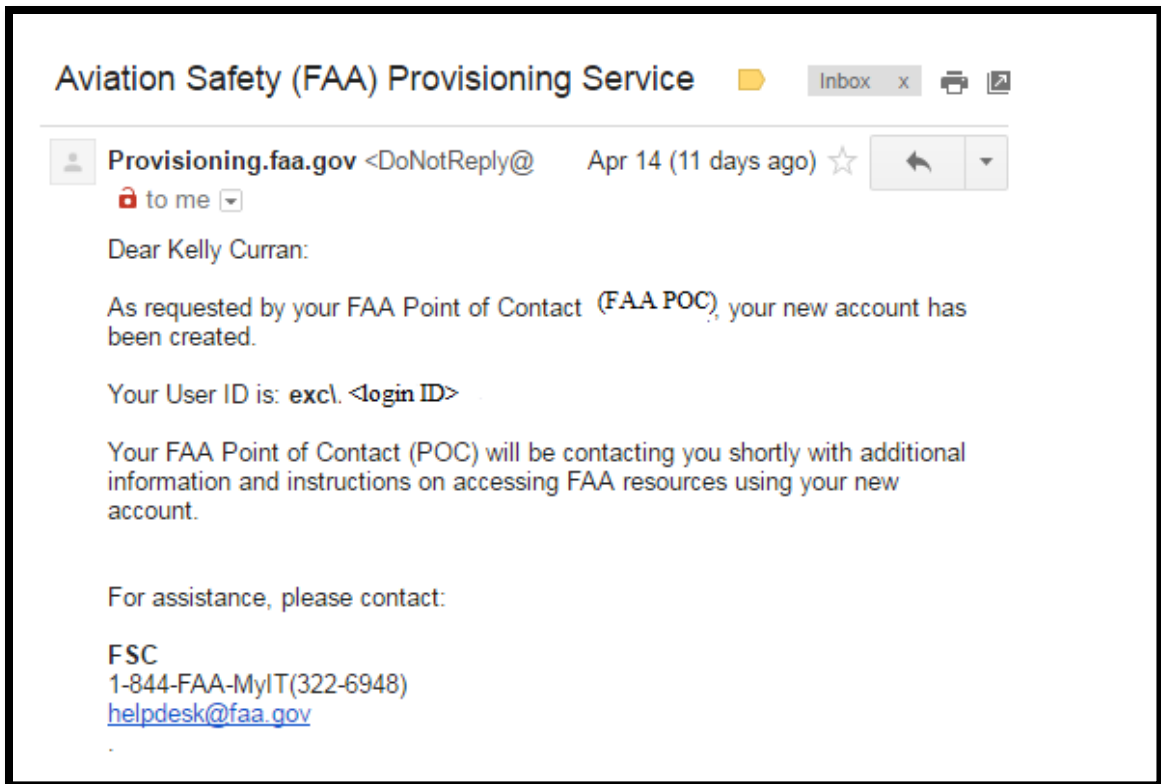 Aviation Safety (FAA) Provisioning Service
Inbox x
Provisioning.faa.gov <DoNotReply@ Apr 14 (11 days ago)
to me
Dear Kelly Curran:
As requested by your FAA Point of Contact (FAA POC), your new account has
been created.
Your User ID is: exc\. <login ID>
Your FAA Point of Contact (POC) will be contacting you shortly with additional
information and instructions on accessing FAA resources using your new
account.
For assistance, please contact:
FSC
1-844-FAA-MyIT(322-6948)
helpdesk@faa.gov
.